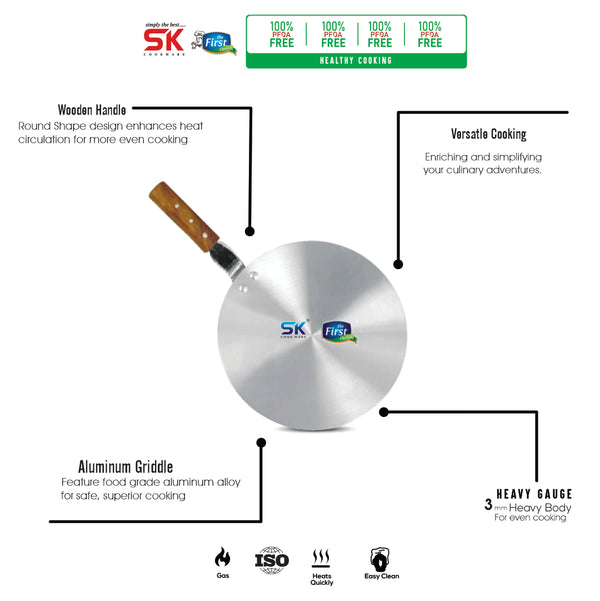 simply the best.....
SK
COOKWARE
the
First
choice
100%
PFOA
FREE
100%
PFOA
FREE
100%
PFOA
FREE
100%
PFOA
FREE
HEALTHY COOKING
Wooden Handle
Round Shape design enhances heat
circulation for more even cooking
Versatle Cooking
Enriching and simplifying
your culinary adventures.
SK®
COOKWARE
the
First
choice
Aluminum Griddle
Feature food grade aluminum alloy
for safe, superior cooking
HEAVY GAUGE
3 mm Heavy Body
For even cooking
Gas
ISO
Heats
Quickly
Easy Clean